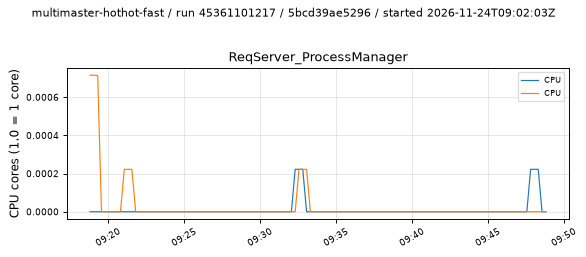 multimaster-hothot-fast / run 45361101217 / 5bcd39ae5296 / started 2026-11-24T09:02:03Z
ReqServer_ProcessManager
CPU cores (1.0 = 1 core)
0.0006
0.0004
0.0002
0.0000
CPU
CPU
09:20
09:25
09:30
09:35
09:40
09:45
09:50